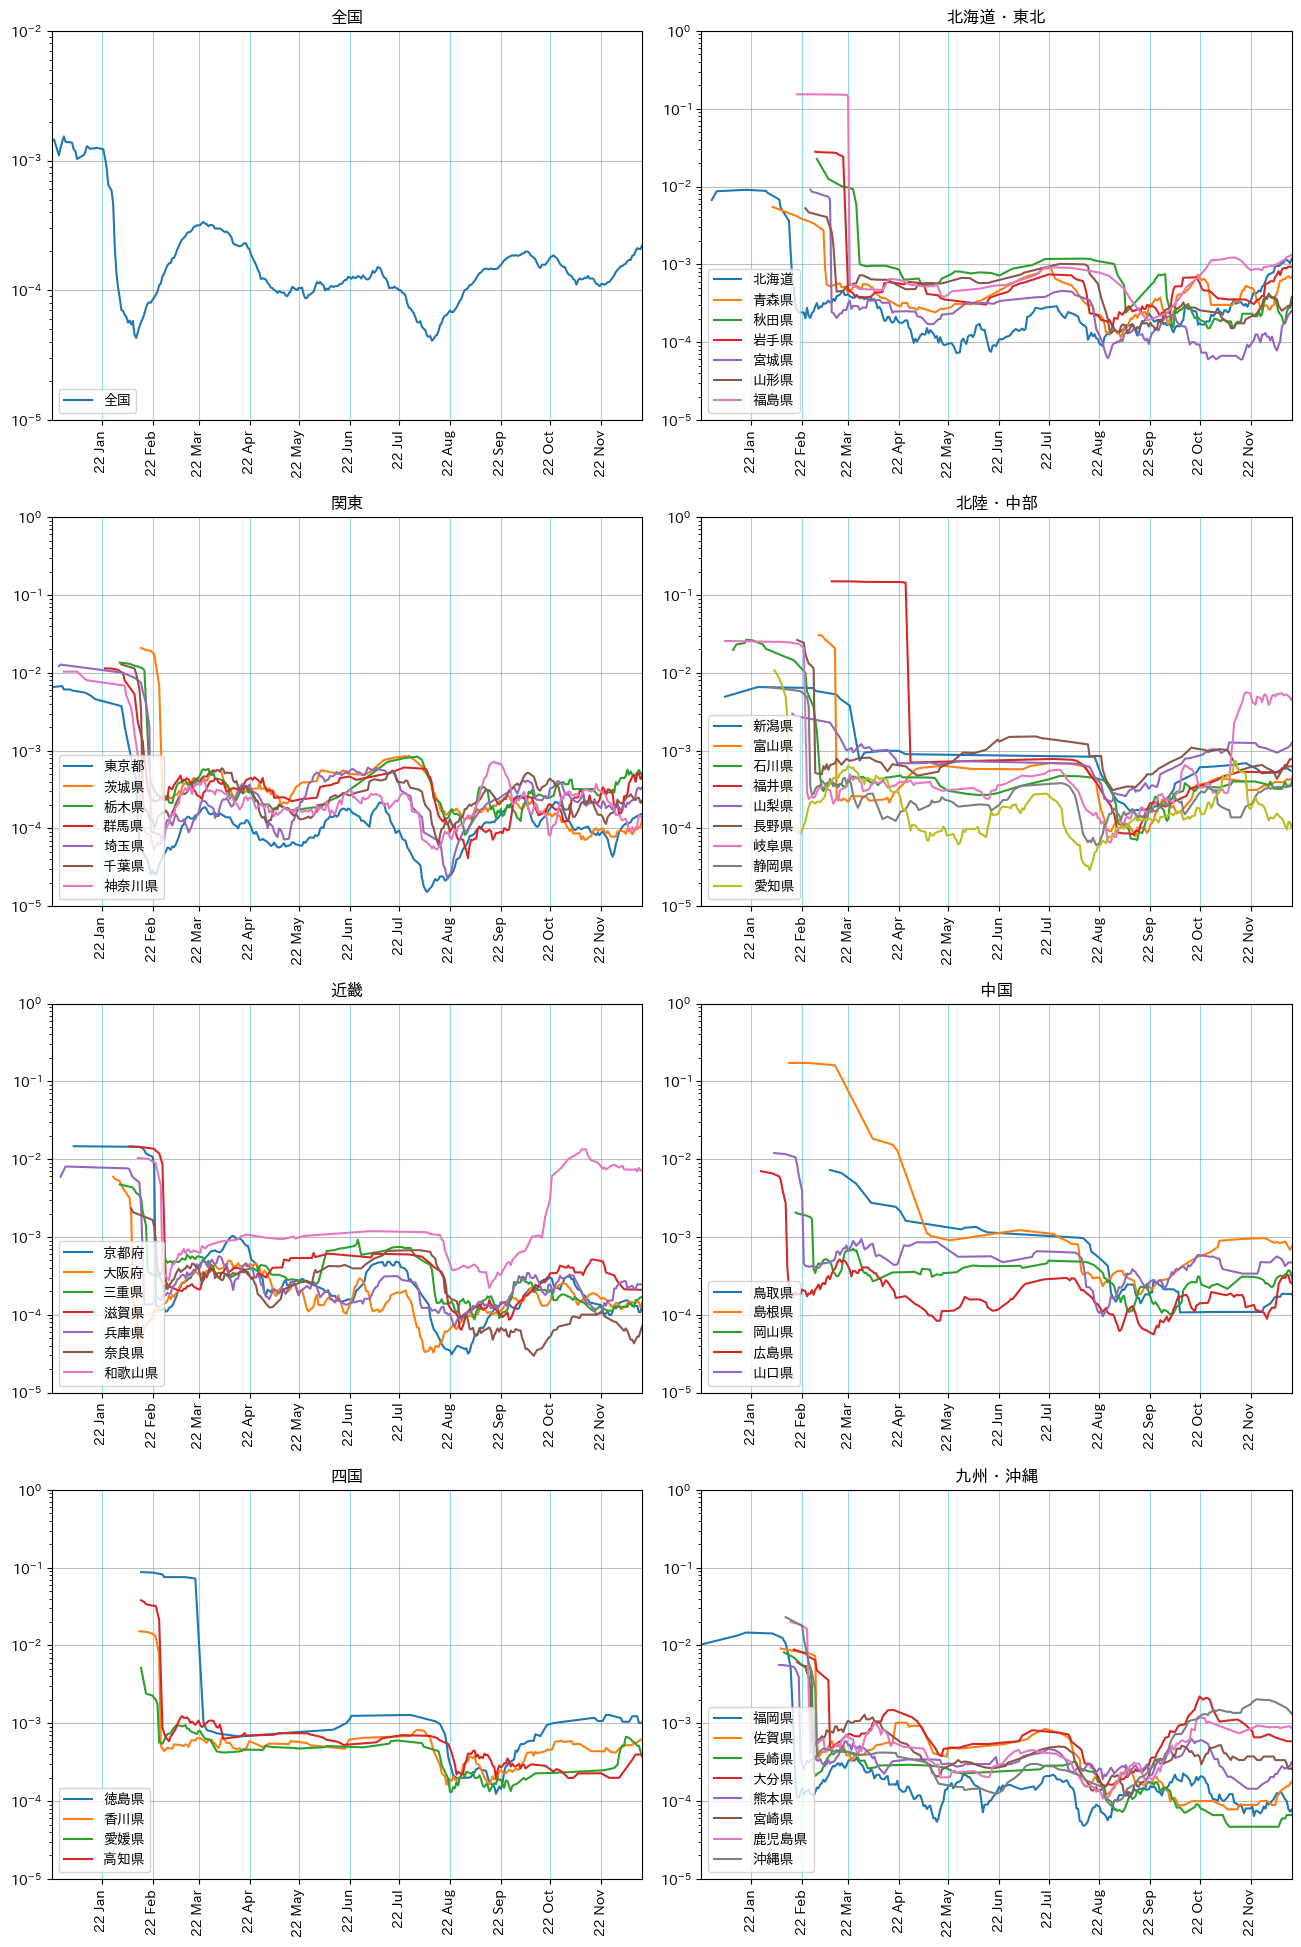 全国
10⁻²
10⁻³
10⁻⁴
10⁻⁵
全国
22 Jan
22 Feb
22 Mar
22 Apr
22 May
22 Jun
22 Jul
22 Aug
22 Sep
22 Oct
22 Nov
北海道・東北
10⁰
10⁻¹
10⁻²
10⁻³
10⁻⁴
10⁻⁵
北海道
青森県
秋田県
岩手県
宮城県
山形県
福島県
22 Jan
22 Feb
22 Mar
22 Apr
22 May
22 Jun
22 Jul
22 Aug
22 Sep
22 Oct
22 Nov
関東
10⁰
10⁻¹
10⁻²
10⁻³
10⁻⁴
10⁻⁵
東京都
茨城県
栃木県
群馬県
埼玉県
千葉県
神奈川県
22 Jan
22 Feb
22 Mar
22 Apr
22 May
22 Jun
22 Jul
22 Aug
22 Sep
22 Oct
22 Nov
北陸・中部
10⁰
10⁻¹
10⁻²
10⁻³
10⁻⁴
10⁻⁵
新潟県
富山県
石川県
福井県
山梨県
長野県
岐阜県
静岡県
愛知県
22 Jan
22 Feb
22 Mar
22 Apr
22 May
22 Jun
22 Jul
22 Aug
22 Sep
22 Oct
22 Nov
近畿
10⁰
10⁻¹
10⁻²
10⁻³
10⁻⁴
10⁻⁵
京都府
大阪府
三重県
滋賀県
兵庫県
奈良県
和歌山県
22 Jan
22 Feb
22 Mar
22 Apr
22 May
22 Jun
22 Jul
22 Aug
22 Sep
22 Oct
22 Nov
中国
10⁰
10⁻¹
10⁻²
10⁻³
10⁻⁴
10⁻⁵
鳥取県
島根県
岡山県
広島県
山口県
22 Jan
22 Feb
22 Mar
22 Apr
22 May
22 Jun
22 Jul
22 Aug
22 Sep
22 Oct
22 Nov
四国
10⁰
10⁻¹
10⁻²
10⁻³
10⁻⁴
10⁻⁵
徳島県
香川県
愛媛県
高知県
22 Jan
22 Feb
22 Mar
22 Apr
22 May
22 Jun
22 Jul
22 Aug
22 Sep
22 Oct
22 Nov
九州・沖縄
10⁰
10⁻¹
10⁻²
10⁻³
10⁻⁴
10⁻⁵
福岡県
佐賀県
長崎県
大分県
熊本県
宮崎県
鹿児島県
沖縄県
22 Jan
22 Feb
22 Mar
22 Apr
22 May
22 Jun
22 Jul
22 Aug
22 Sep
22 Oct
22 Nov